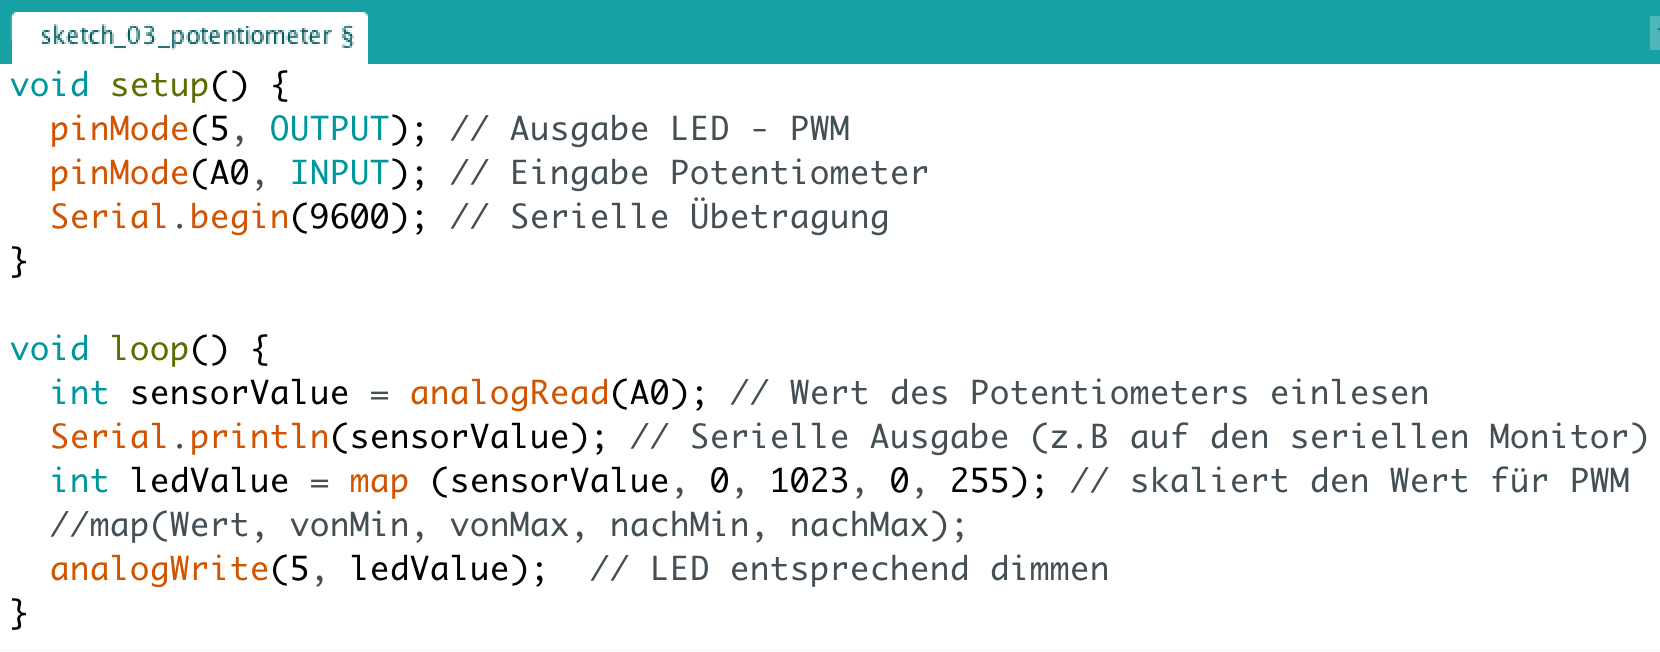 sketch_03_potentiometer §
void setup() {
  pinMode(5, OUTPUT); // Ausgabe LED - PWM
  pinMode(A0, INPUT); // Eingabe Potentiometer
  Serial.begin(9600); // Serielle Übetragung
}

void loop() {
  int sensorValue = analogRead(A0); // Wert des Potentiometers einlesen
  Serial.println(sensorValue); // Serielle Ausgabe (z.B auf den seriellen Monitor)
  int ledValue = map (sensorValue, 0, 1023, 0, 255); // skaliert den Wert für PWM
  //map(Wert, vonMin, vonMax, nachMin, nachMax);
  analogWrite(5, ledValue);  // LED entsprechend dimmen
}